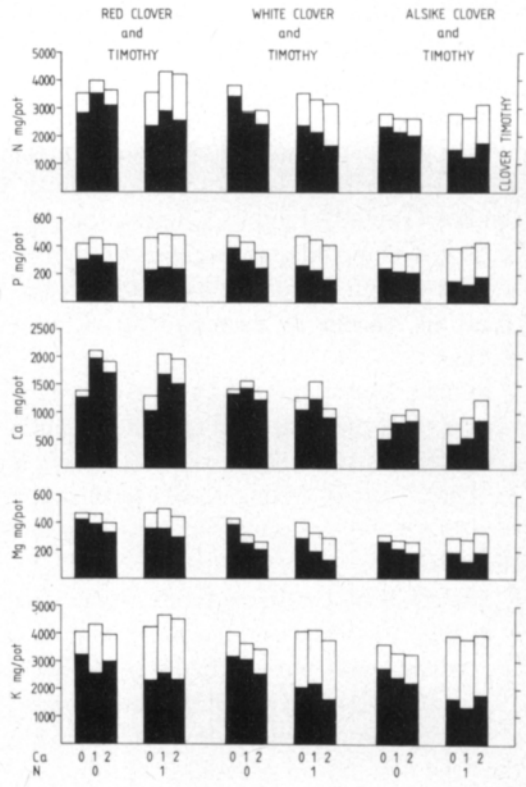 RED CLOVER WHITE CLOVER ALSIKE CLOVER
and and and
TIMOTHY TIMOTHY TIMOTHY
N mg/pot
5000
4000
3000
2000
1000
CLOVER TIMOTHY
P mg/pot
600
400
200
Ca mg/pot
2500
2000
1500
1000
500
Mg mg/pot
600
400
200
K mg/pot
5000
4000
3000
2000
1000
Ca 0 1 2 0 1 2 0 1 2 0 1 2 0 1 2 0 1 2
N 0 1 0 1 0 1